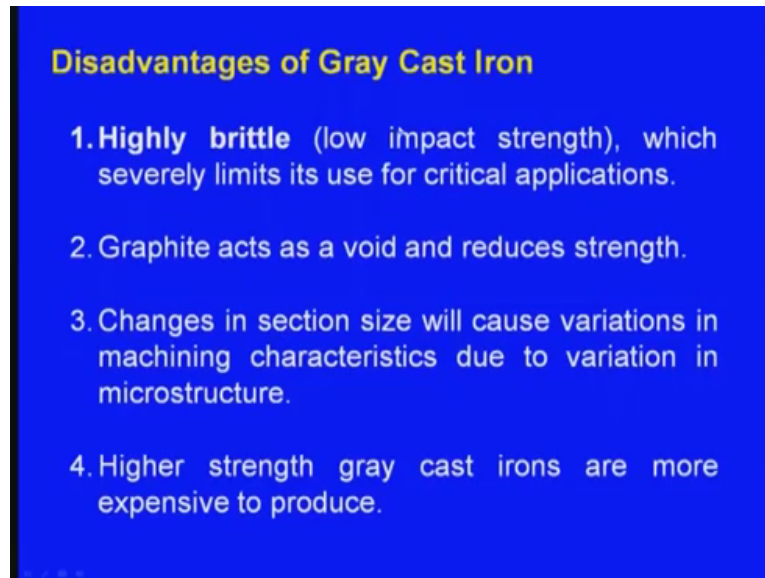 Disadvantages of Gray Cast Iron
1. Highly brittle (low impact strength), which
severely limits its use for critical applications.
2. Graphite acts as a void and reduces strength.
3. Changes in section size will cause variations in
machining characteristics due to variation in
microstructure.
4. Higher strength gray cast irons are more
expensive to produce.